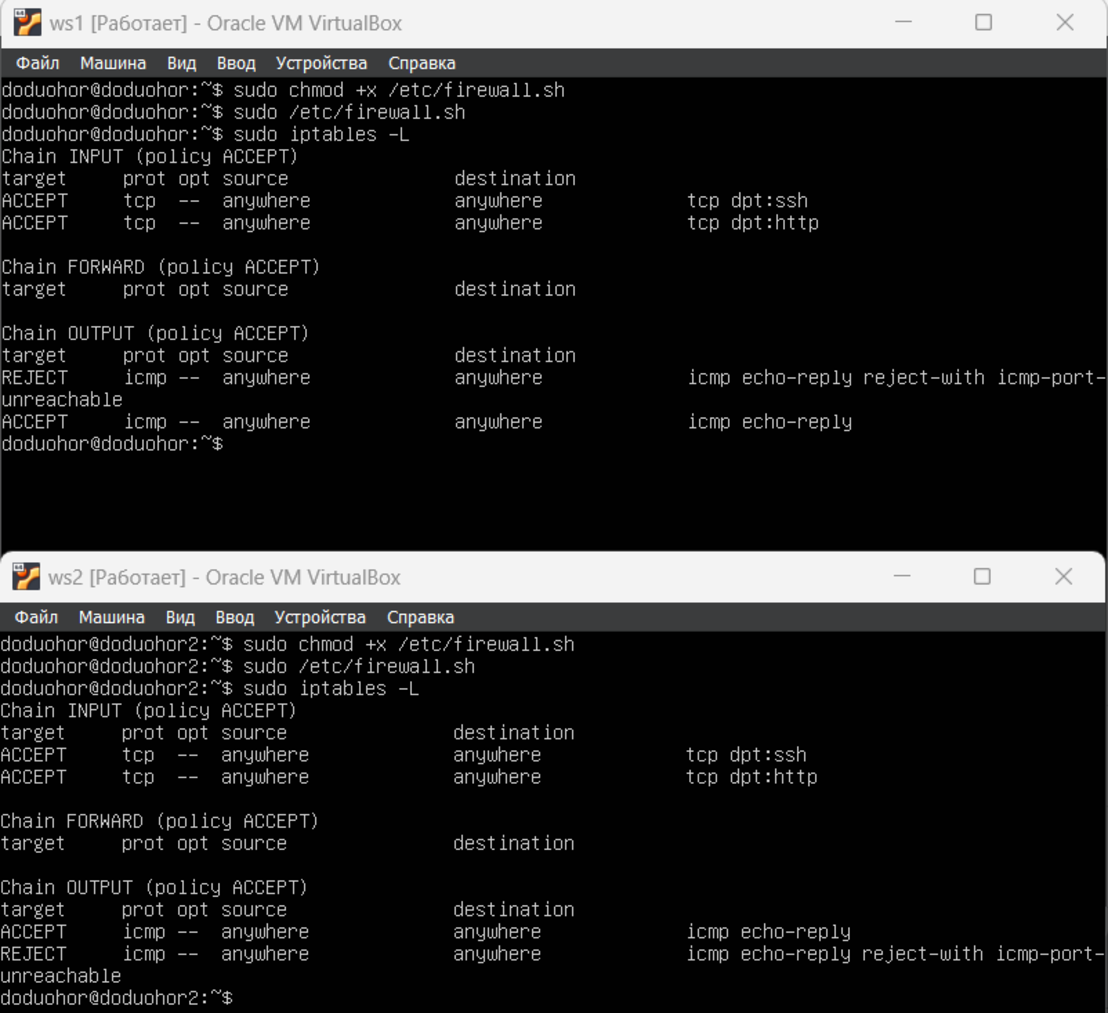 ws1 [Работает] - Oracle VM VirtualBox
Файл Машина Вид Ввод Устройства Справка
doduohor@doduohor:~$ sudo chmod +x /etc/firewall.sh
doduohor@doduohor:~$ sudo /etc/firewall.sh
doduohor@doduohor:~$ sudo iptables -L
Chain INPUT (policy ACCEPT)
target prot opt source destination
ACCEPT tcp -- anywhere anywhere tcp dpt:ssh
ACCEPT tcp -- anywhere anywhere tcp dpt:http
Chain FORWARD (policy ACCEPT)
target prot opt source destination
Chain OUTPUT (policy ACCEPT)
target prot opt source destination
REJECT icmp -- anywhere anywhere icmp echo-reply reject-with icmp-port-
unreachable
ACCEPT icmp -- anywhere anywhere icmp echo-reply
doduohor@doduohor:~$
ws2 [Работает] - Oracle VM VirtualBox
Файл Машина Вид Ввод Устройства Справка
doduohor@doduohor2:~$ sudo chmod +x /etc/firewall.sh
doduohor@doduohor2:~$ sudo /etc/firewall.sh
doduohor@doduohor2:~$ sudo iptables -L
Chain INPUT (policy ACCEPT)
target prot opt source destination
ACCEPT tcp -- anywhere anywhere tcp dpt:ssh
ACCEPT tcp -- anywhere anywhere tcp dpt:http
Chain FORWARD (policy ACCEPT)
target prot opt source destination
Chain OUTPUT (policy ACCEPT)
target prot opt source destination
ACCEPT icmp -- anywhere anywhere icmp echo-reply
REJECT icmp -- anywhere anywhere icmp echo-reply reject-with icmp-port-
unreachable
doduohor@doduohor2:~$